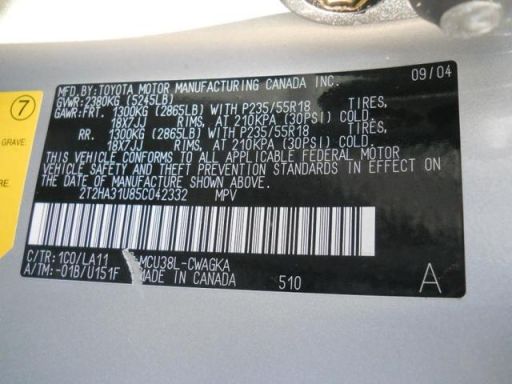 MFD.BY:TOYOTA MOTOR MANUFACTURING CANADA INC. 09/04
GVWR:2380KG (5245LB)
GAWR:FRT. 1300KG (2865LB) WITH P235/55R18 TIRES,
18X7JJ RIMS, AT 210KPA (30PSI) COLD.
RR. 1300KG (2865LB) WITH P235/55R18 TIRES,
18X7JJ RIMS, AT 210KPA (30PSI) COLD.
THIS VEHICLE CONFORMS TO ALL APPLICABLE FEDERAL MOTOR
VEHICLE SAFETY AND THEFT PREVENTION STANDARDS IN EFFECT ON
THE DATE OF MANUFACTURE SHOWN ABOVE.
2T2HA31U85C042332 MPV
C/TR:1C0/LA11 MCU38L-CWAGKA
A/TM:-01B/U151F MADE IN CANADA 510 A
7
GRAVE.
RE.